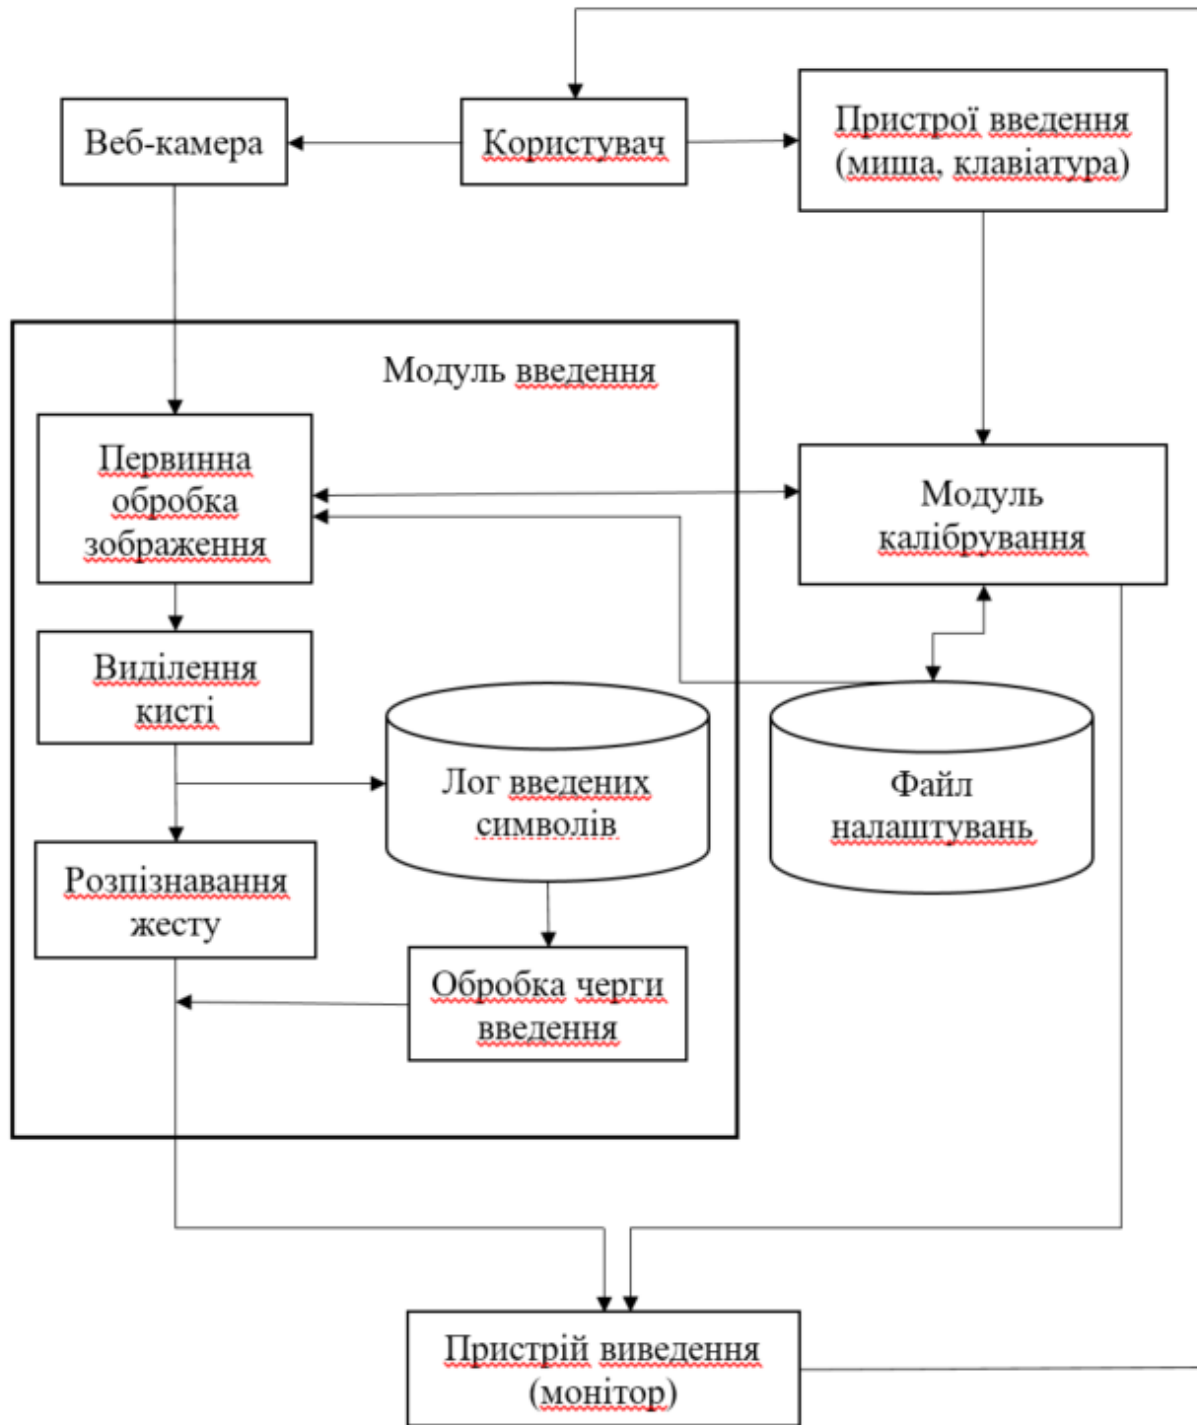 Веб-камера
Користувач
Пристрої введення
(миша, клавіатура)
Модуль введення
Первинна
обробка
зображення
Модуль
калібрування
Виділення
кисті
Лог введених
символів
Файл
налаштувань
Розпізнавання
жесту
Обробка черги
введення
Пристрій виведення
(монітор)